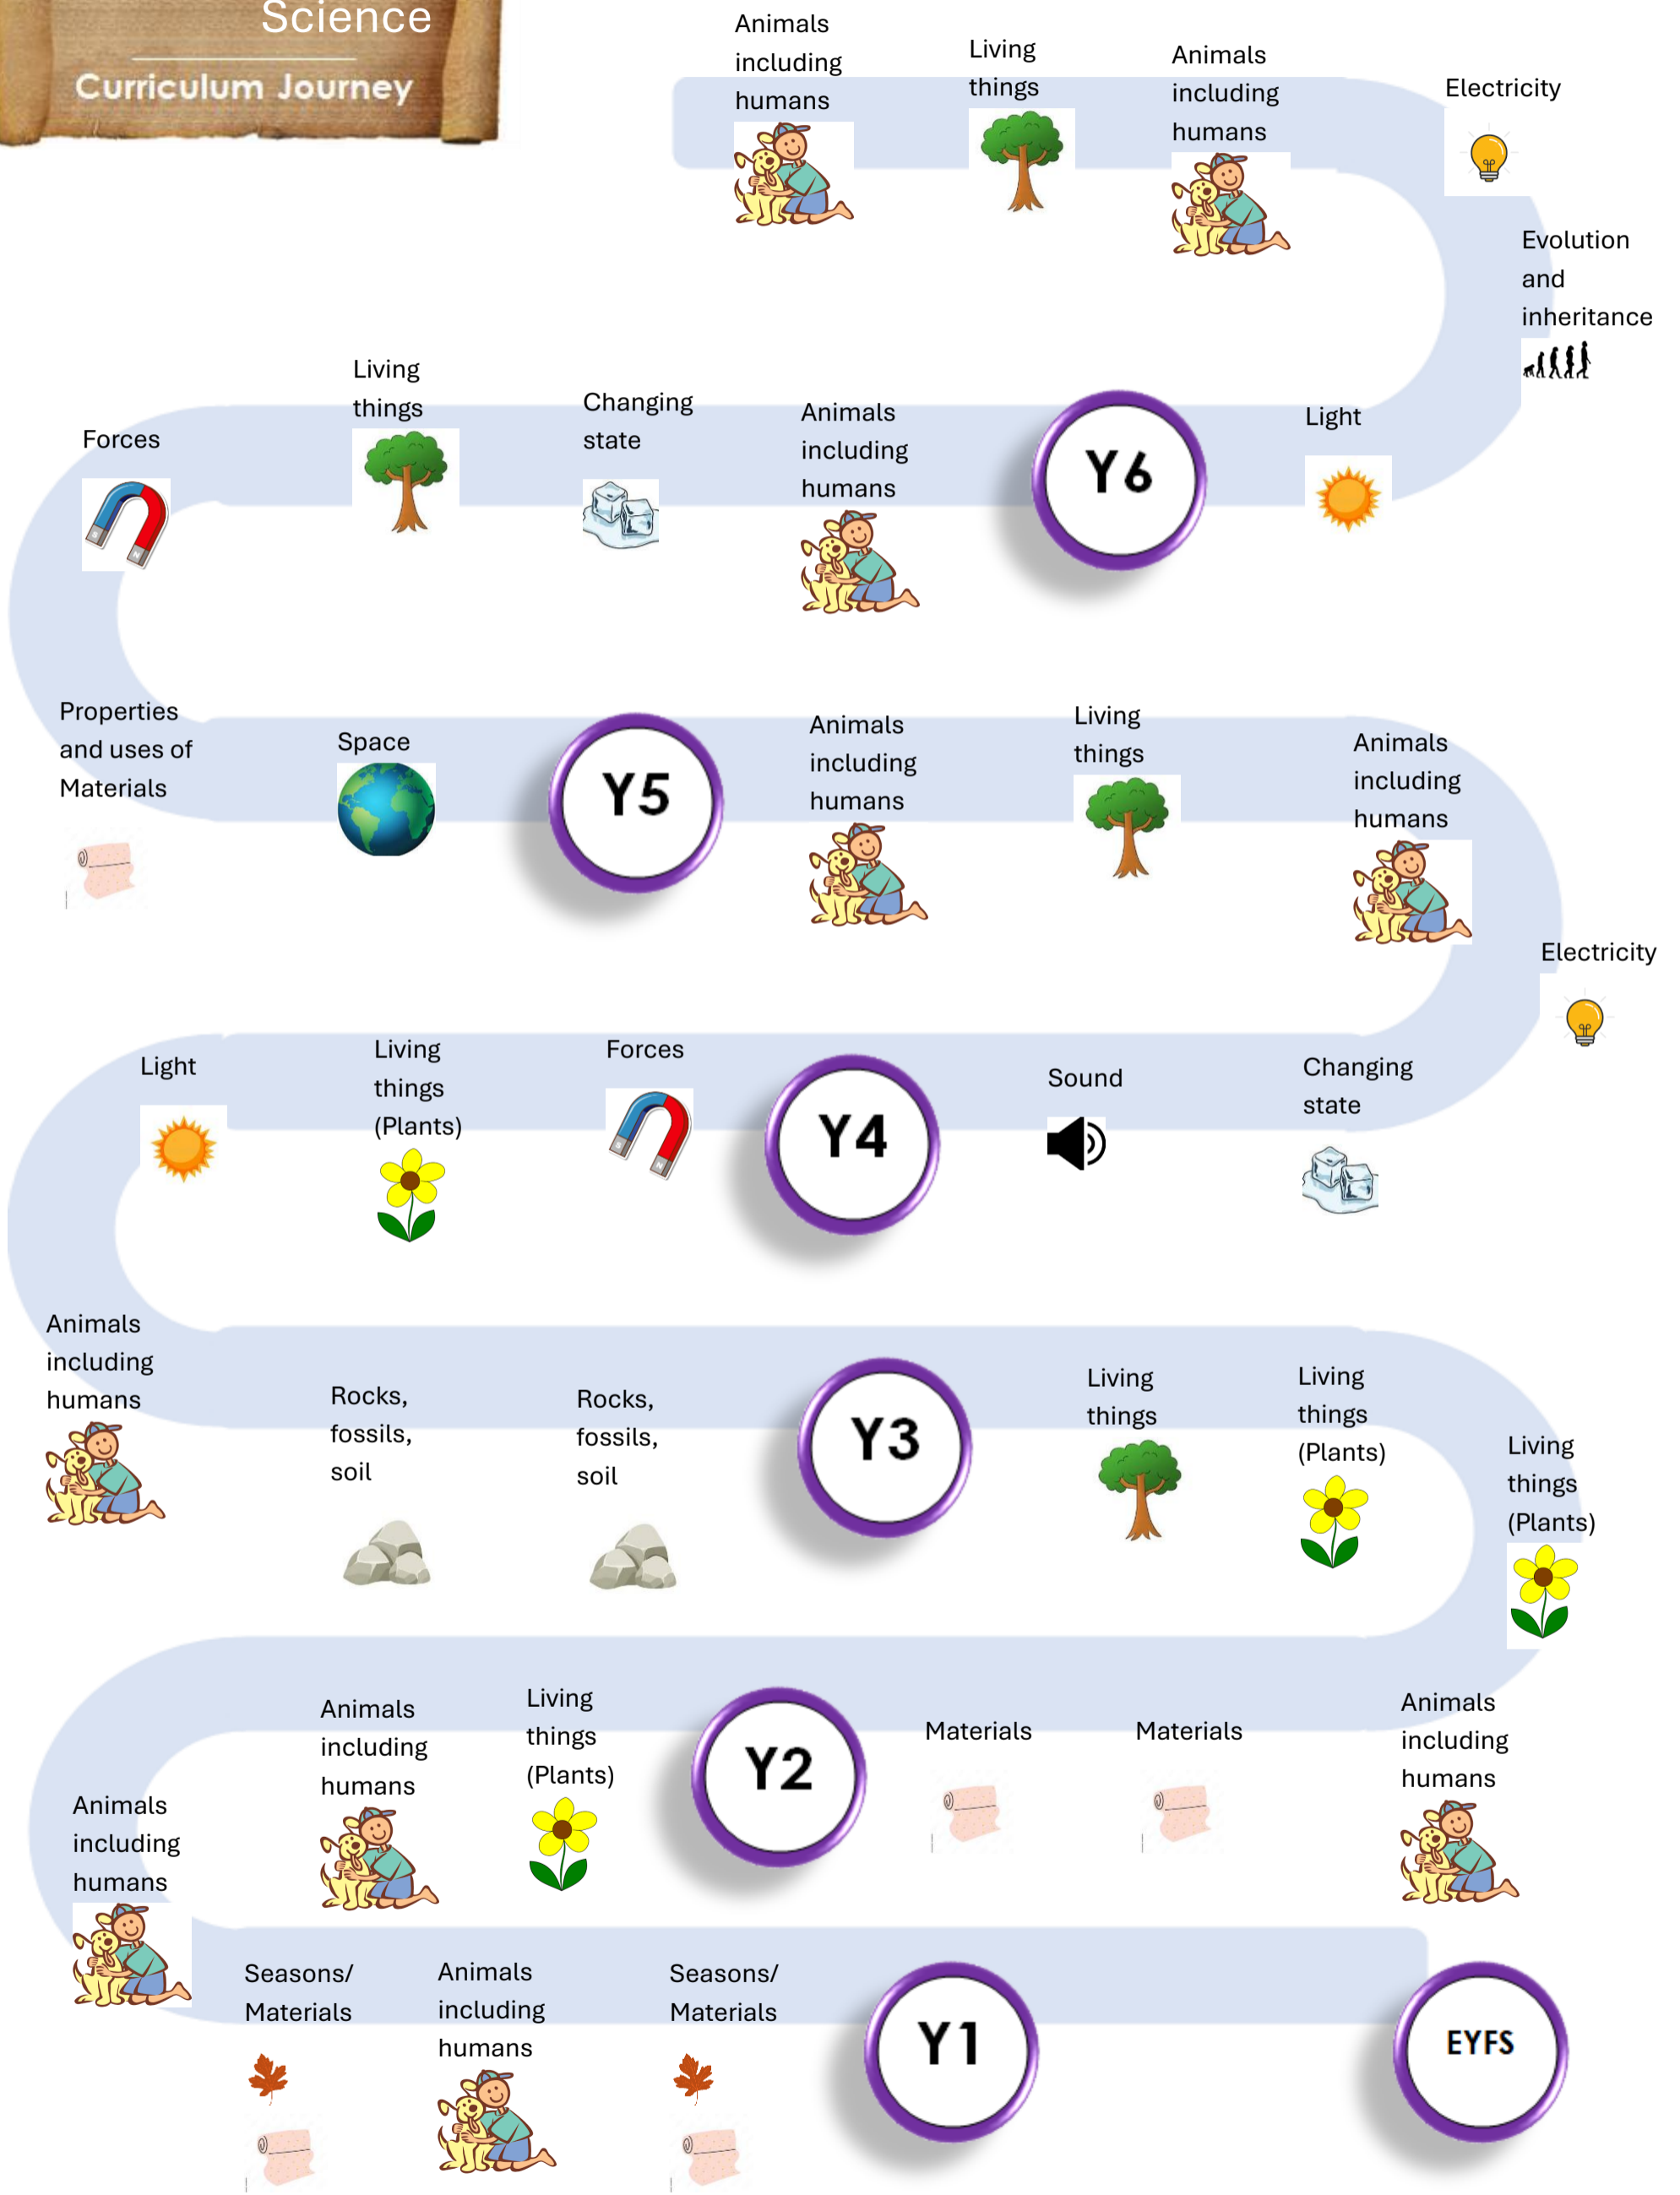 Science
Curriculum Journey
Animals
including
humans
Living
things
Animals
including
humans
Electricity
Evolution
and
inheritance
Light
Y6
Animals
including
humans
Changing
state
Living
things
Forces
Properties
and uses of
Materials
Space
Y5
Animals
including
humans
Living
things
Animals
including
humans
Electricity
Changing
state
Sound
Y4
Forces
Living
things
(Plants)
Light
Animals
including
humans
Rocks,
fossils,
soil
Rocks,
fossils,
soil
Y3
Living
things
Living
things
(Plants)
Living
things
(Plants)
Animals
including
humans
Materials
Materials
Y2
Living
things
(Plants)
Animals
including
humans
Animals
including
humans
Seasons/
Materials
Animals
including
humans
Seasons/
Materials
Y1
EYFS